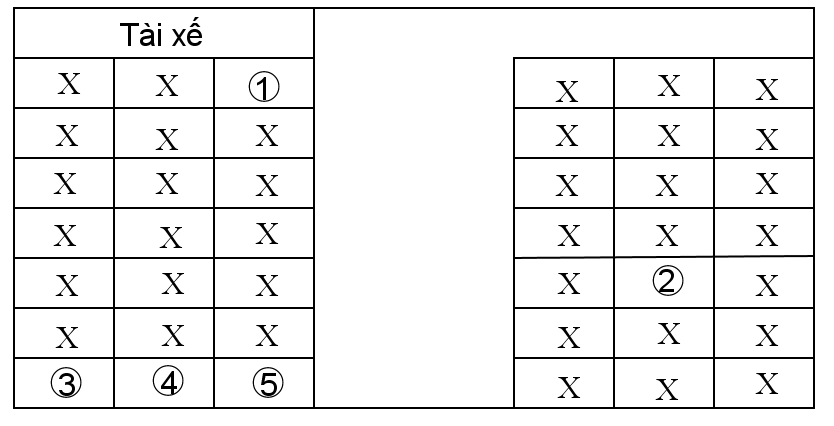 Tài xế
X X ① X X X
X X X X X X
X X X X X X
X X X X X X
X X X X ② X
X X X X X X
③ ④ ⑤ X X X